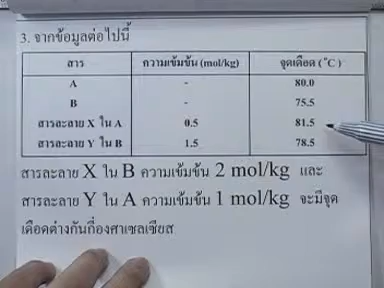 3. จากข้อมูลต่อไปนี้
สาร ความเข้มข้น (mol/kg) จุดเดือด (°C)
A - 80.0
B - 75.5
สารละลาย X ใน A 0.5 81.5
สารละลาย Y ใน B 1.5 78.5
สารละลาย X ใน B ความเข้มข้น 2 mol/kg และ
สารละลาย Y ใน A ความเข้มข้น 1 mol/kg จะมีจุด
เดือดต่างกันกี่องศาเซลเซียส